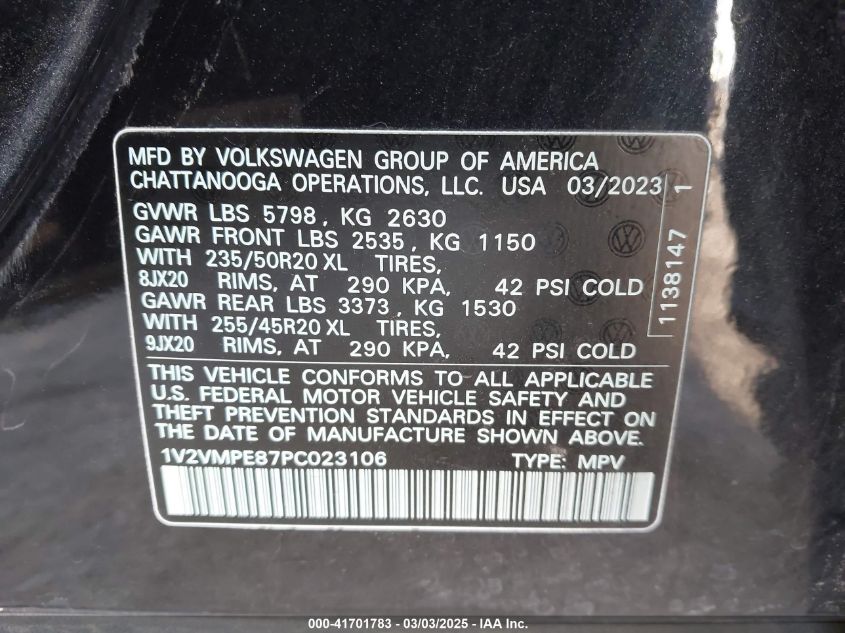 MFD BY VOLKSWAGEN GROUP OF AMERICA
CHATTANOOGA OPERATIONS, LLC. USA 03/2023
GVWR LBS 5798, KG 2630
GAWR FRONT LBS 2535, KG 1150
WITH 235/50R20 XL TIRES,
8JX20 RIMS, AT 290 KPA, 42 PSI COLD
GAWR REAR LBS 3373, KG 1530
WITH 255/45R20 XL TIRES,
9JX20 RIMS, AT 290 KPA, 42 PSI COLD
THIS VEHICLE CONFORMS TO ALL APPLICABLE
U.S. FEDERAL MOTOR VEHICLE SAFETY AND
THEFT PREVENTION STANDARDS IN EFFECT ON
THE DATE OF MANUFACTURE SHOWN ABOVE.
1V2VMPE87PC023106 TYPE: MPV
1138147 1
000-41701783 - 03/03/2025 - IAA Inc.